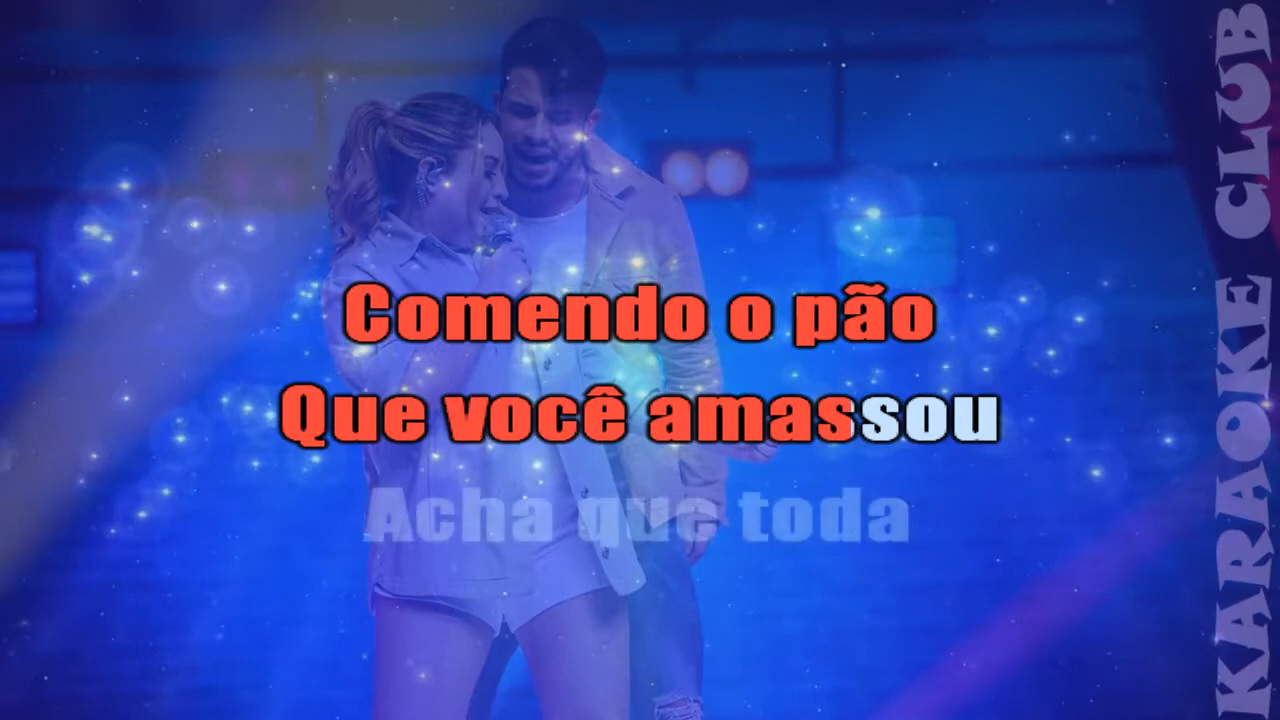 Comendo o pão
Que você amassou
Acha que toda
KARAOKE CLUB